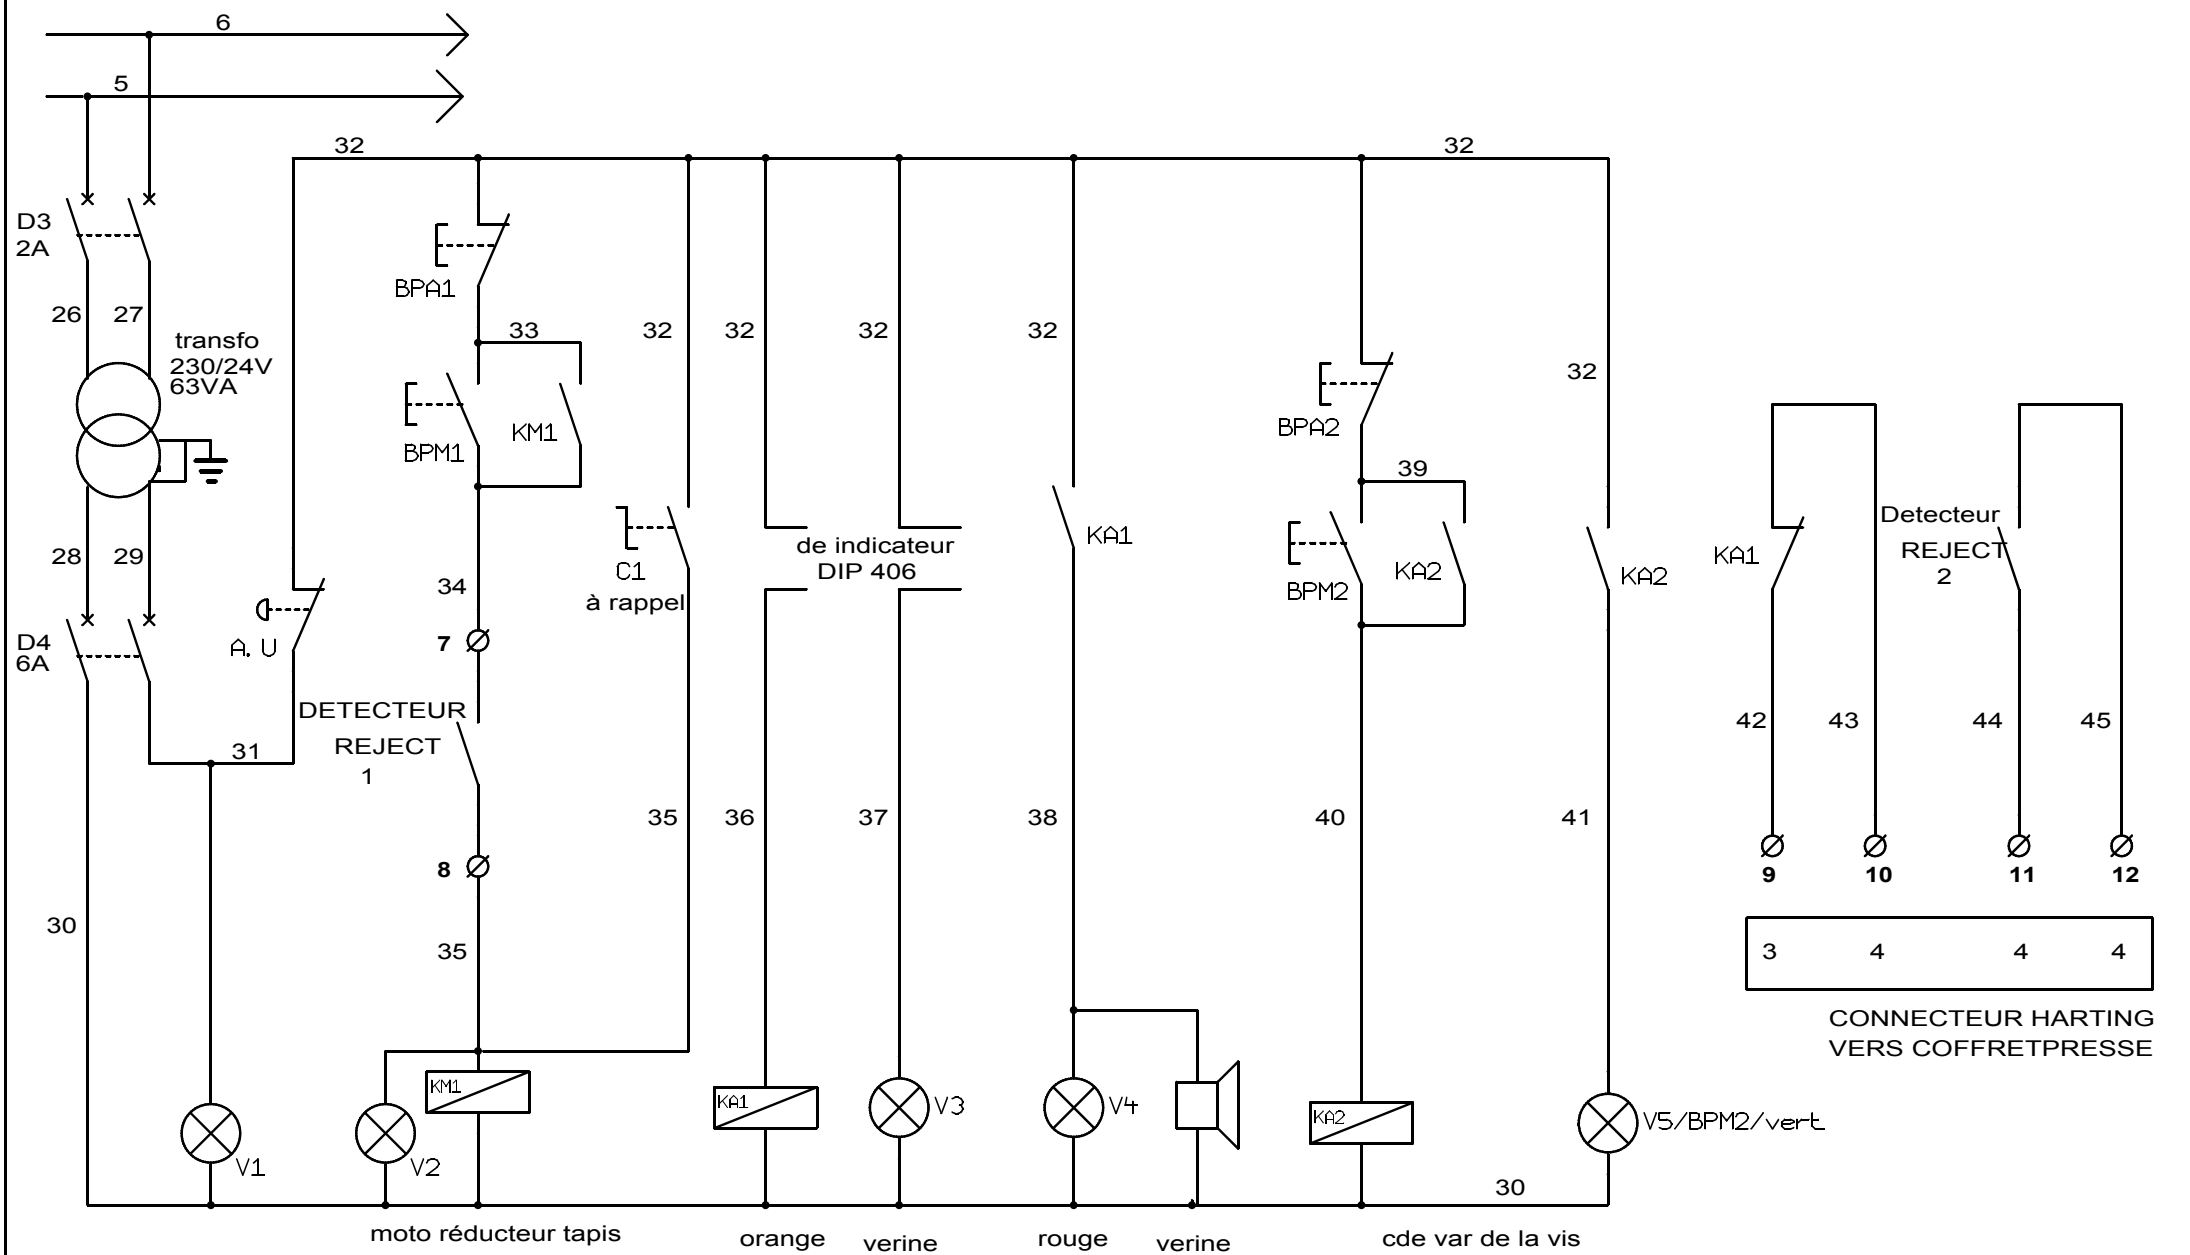 6
5
32
32
D3
2A
BPA1
26
27
transfo
230/24V
63VA
33
32
32
32
32
32
BPM1
KM1
BPA2
39
28
29
34
C1
à rappel
de indicateur
DIP 406
KA1
BPM2
KA2
KA2
KA1
Detecteur
REJECT
2
D4
6A
A.U
7
31
DETECTEUR
REJECT
1
42
43
44
45
35
36
37
38
40
41
8
9
10
11
12
30
35
3
4
4
4
CONNECTEUR HARTING
VERS COFFRETPRESSE
KM1
KA1
V3
V4
KA2
V5/BPM2/vert
V1
V2
30
moto réducteur tapis
orange
verine
rouge
verine
cde var de la vis